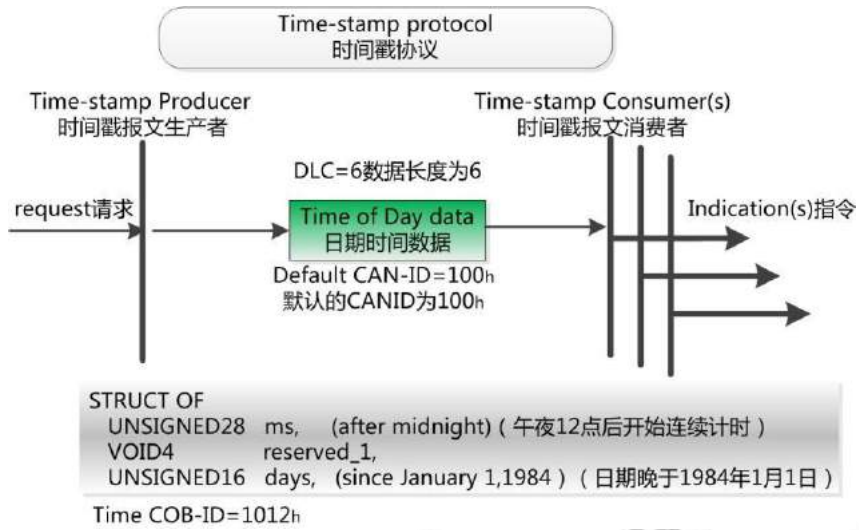 Time-stamp protocol
时间戳协议
Time-stamp Producer
时间戳报文生产者
Time-stamp Consumer(s)
时间戳报文消费者
DLC=6数据长度为6
request请求
Time of Day data
日期时间数据
Indication(s)指令
Default CAN-ID=100h
默认的CANID为100h
STRUCT OF
UNSIGNED28 ms, (after midnight)(午夜12点后开始连续计时)
VOID4 reserved_1,
UNSIGNED16 days, (since January 1,1984)(日期晚于1984年1月1日)
Time COB-ID=1012h